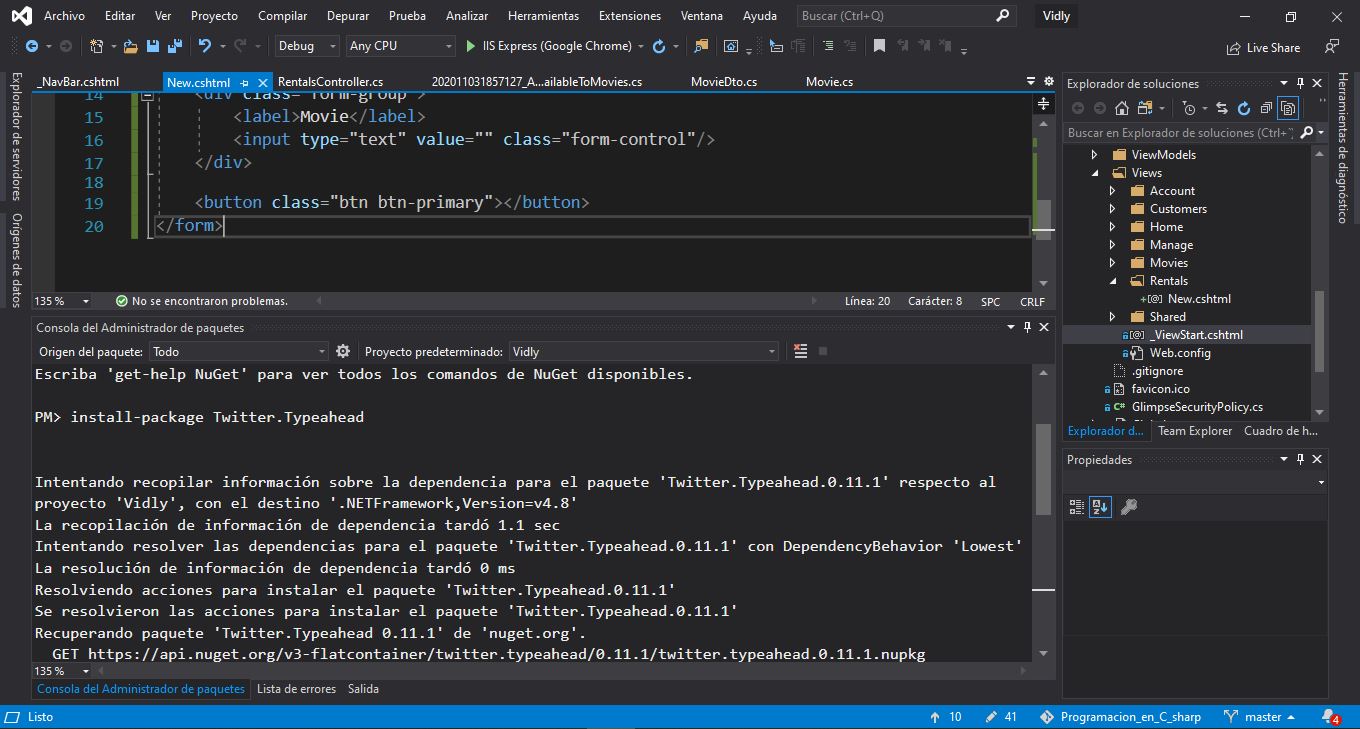 Archivo Editar Ver Proyecto Compilar Depurar Prueba Analizar Herramientas Extensiones Ventana Ayuda Buscar (Ctrl+Q) Vidly
Debug Any CPU IIS Express (Google Chrome) Live Share
Explorador de servidores
Orígenes de datos
_NavBar.cshtml New.cshtml RentalsController.cs 202011031857127_A...ailableToMovies.cs MovieDto.cs Movie.cs
14 <div class="form-group">
15 <label>Movie</label>
16 <input type="text" value="" class="form-control"/>
17 </div>
18
19 <button class="btn btn-primary"></button>
20 </form>
135 % No se encontraron problemas. Línea: 20 Carácter: 8 SPC CRLF
Consola del Administrador de paquetes
Origen del paquete: Todo Proyecto predeterminado: Vidly
Escriba 'get-help NuGet' para ver todos los comandos de NuGet disponibles.
PM> install-package Twitter.Typeahead
Intentando recopilar información sobre la dependencia para el paquete 'Twitter.Typeahead.0.11.1' respecto al
proyecto 'Vidly', con el destino '.NETFramework,Version=v4.8'
La recopilación de información de dependencia tardó 1.1 sec
Intentando resolver las dependencias para el paquete 'Twitter.Typeahead.0.11.1' con DependencyBehavior 'Lowest'
La resolución de información de dependencia tardó 0 ms
Resolviendo acciones para instalar el paquete 'Twitter.Typeahead.0.11.1'
Se resolvieron las acciones para instalar el paquete 'Twitter.Typeahead.0.11.1'
Recuperando paquete 'Twitter.Typeahead 0.11.1' de 'nuget.org'.
GET https://api.nuget.org/v3-flatcontainer/twitter.typeahead/0.11.1/twitter.typeahead.0.11.1.nupkg
135 %
Consola del Administrador de paquetes Lista de errores Salida
Explorador de soluciones
Buscar en Explorador de soluciones (Ctrl+
ViewModels
Views
Account
Customers
Home
Manage
Movies
Rentals
New.cshtml
Shared
_ViewStart.cshtml
Web.config
.gitignore
favicon.ico
GlimpseSecurityPolicy.cs
Explorador d... Team Explorer Cuadro de h...
Propiedades
Herramientas de diagnóstico
Listo 10 41 Programacion_en_C_sharp master 4